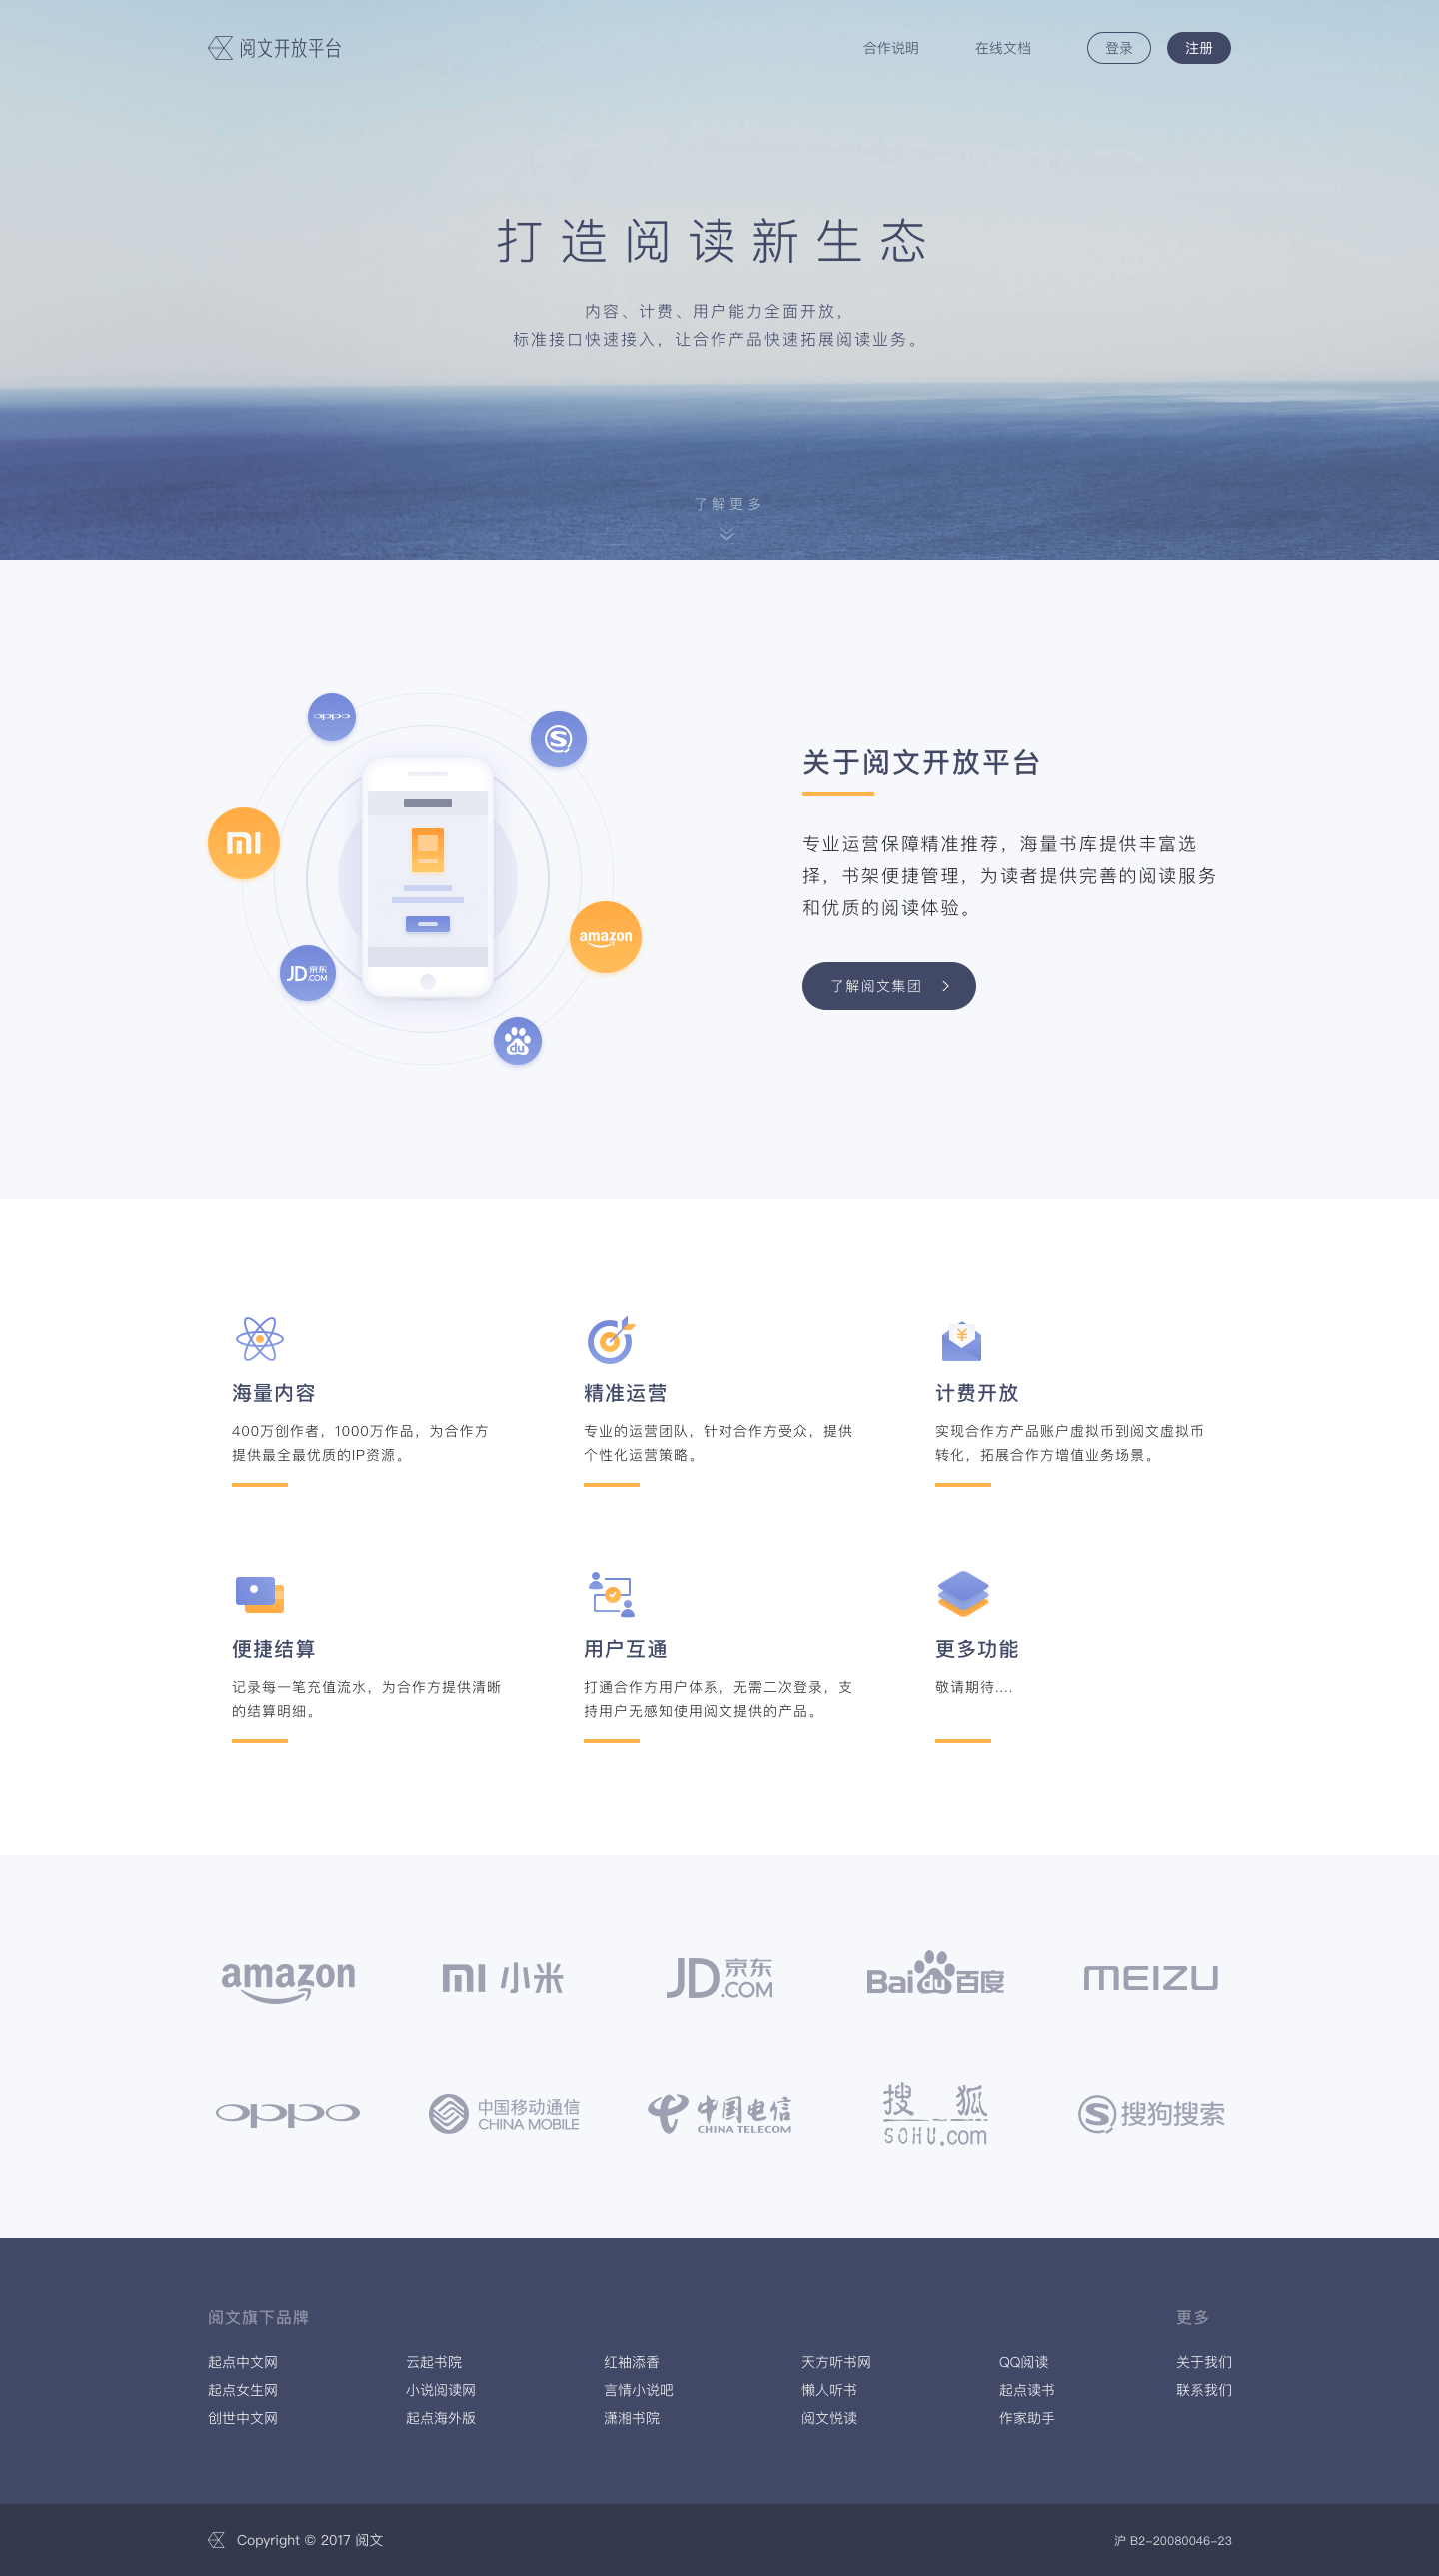 阅文开放平台
合作说明 在线文档 登录 注册
打造阅读新生态
内容、计费、用户能力全面开放，
标准接口快速接入，让合作产品快速拓展阅读业务。
了解更多
oppo
S
mi
amazon
JD京东
.COM
du
关于阅文开放平台
专业运营保障精准推荐，海量书库提供丰富选
择，书架便捷管理，为读者提供完善的阅读服务
和优质的阅读体验。
了解阅文集团
海量内容
400万创作者，1000万作品，为合作方
提供最全最优质的IP资源。
精准运营
专业的运营团队，针对合作方受众，提供
个性化运营策略。
¥
计费开放
实现合作方产品账户虚拟币到阅文虚拟币
转化，拓展合作方增值业务场景。
便捷结算
记录每一笔充值流水，为合作方提供清晰
的结算明细。
用户互通
打通合作方用户体系，无需二次登录，支
持用户无感知使用阅文提供的产品。
更多功能
敬请期待....
amazon
mi 小米
JD京东
.COM
Bai du 百度
MEIZU
oppo
中国移动通信
CHINA MOBILE
中国电信
CHINA TELECOM
搜狐
SOHU.com
S 搜狗搜索
阅文旗下品牌 更多
起点中文网 云起书院 红袖添香 天方听书网 QQ阅读 关于我们
起点女生网 小说阅读网 言情小说吧 懒人听书 起点读书 联系我们
创世中文网 起点海外版 潇湘书院 阅文悦读 作家助手
Copyright © 2017 阅文
沪 B2-20080046-23